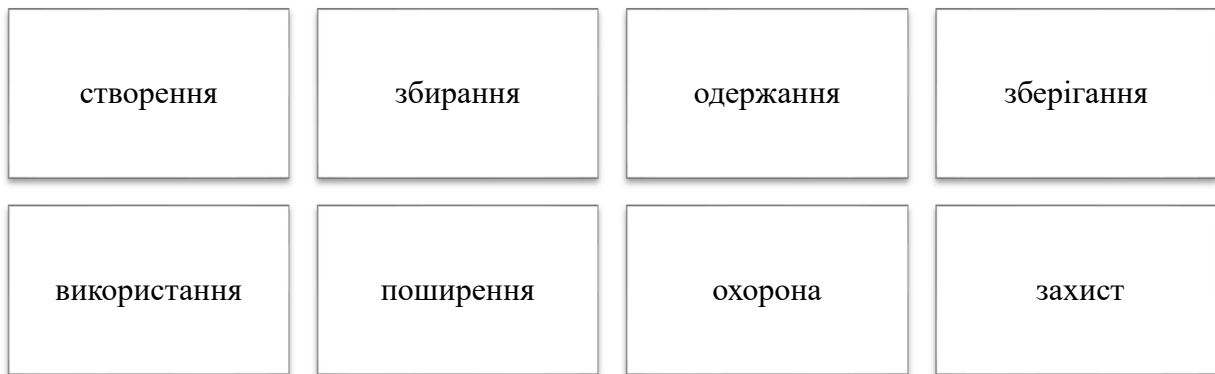 створення
збирання
одержання
зберігання
використання
поширення
охорона
захист